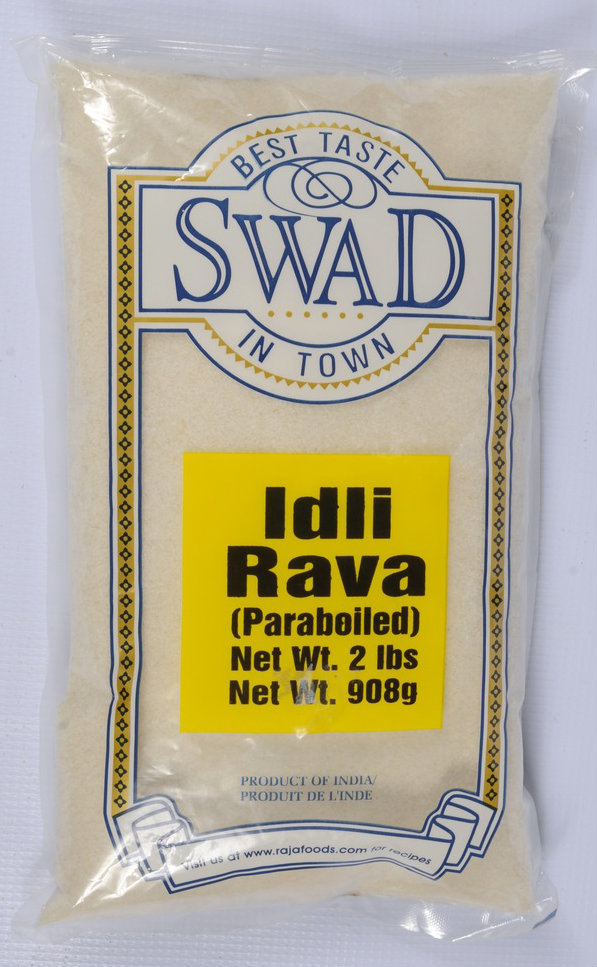 BEST TASTE
SWAD
IN TOWN
Idli
Rava
(Paraboiled)
Net Wt. 2 lbs
Net Wt. 908g
PRODUCT OF INDIA/
PRODUIT DE L'INDE
Visit us at www.rajafoods.com for recipes